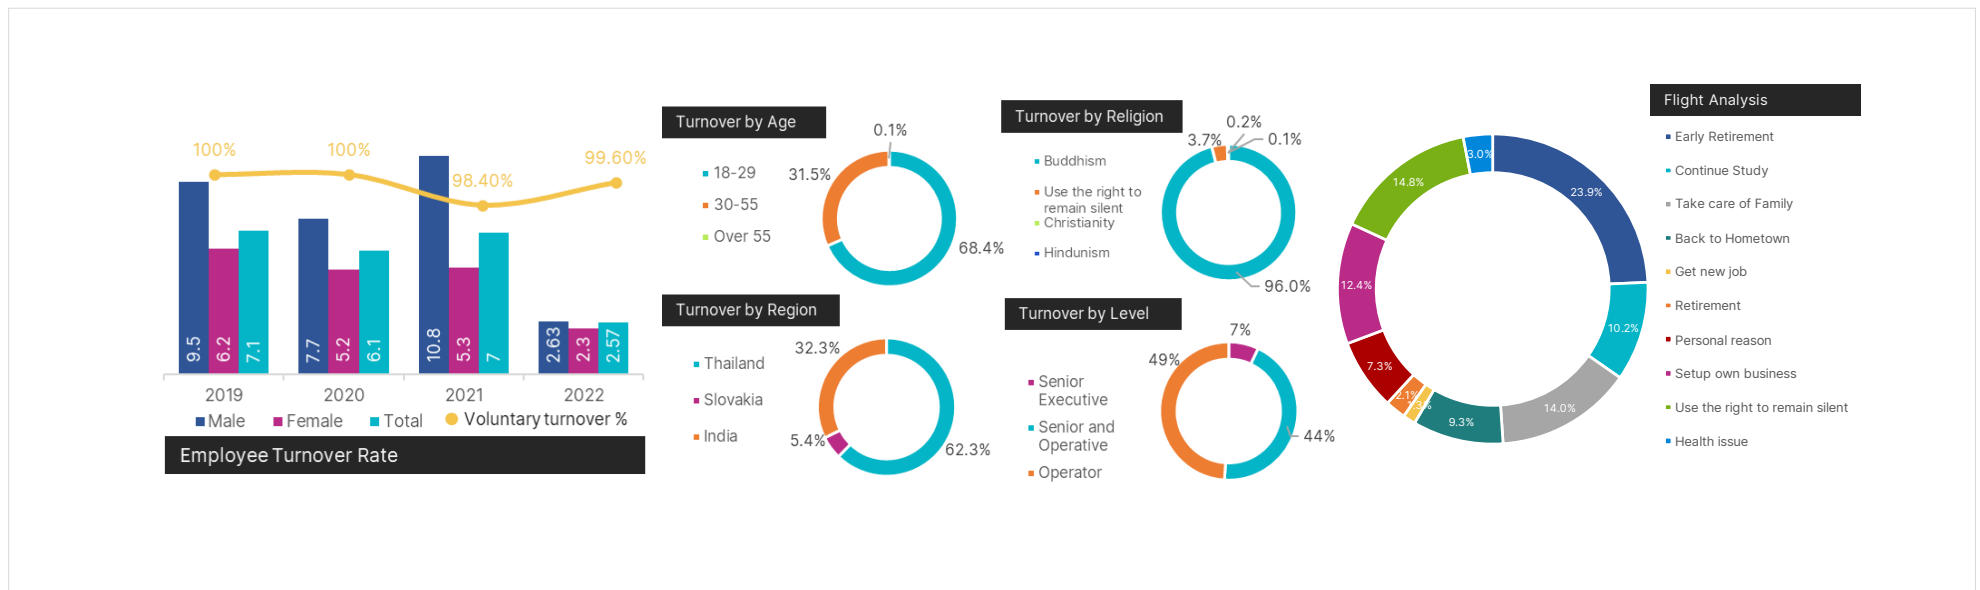 100%
100%
98.40%
99.60%
9.5
6.2
7.1
7.7
5.2
6.1
10.8
5.3
7
2.63
2.3
2.57
2019
2020
2021
2022
Male
Female
Total
Voluntary turnover %
Employee Turnover Rate
Turnover by Age
18-29
30-55
Over 55
0.1%
31.5%
68.4%
Turnover by Region
Thailand
Slovakia
India
32.3%
5.4%
62.3%
Turnover by Religion
Buddhism
Use the right to
remain silent
Christianity
Hindunism
3.7%
0.2%
0.1%
96.0%
Turnover by Level
Senior
Executive
Senior and
Operative
Operator
7%
49%
44%
3.0%
23.9%
14.8%
12.4%
10.2%
7.3%
2.1%
9.3%
14.0%
Flight Analysis
Early Retirement
Continue Study
Take care of Family
Back to Hometown
Get new job
Retirement
Personal reason
Setup own business
Use the right to remain silent
Health issue